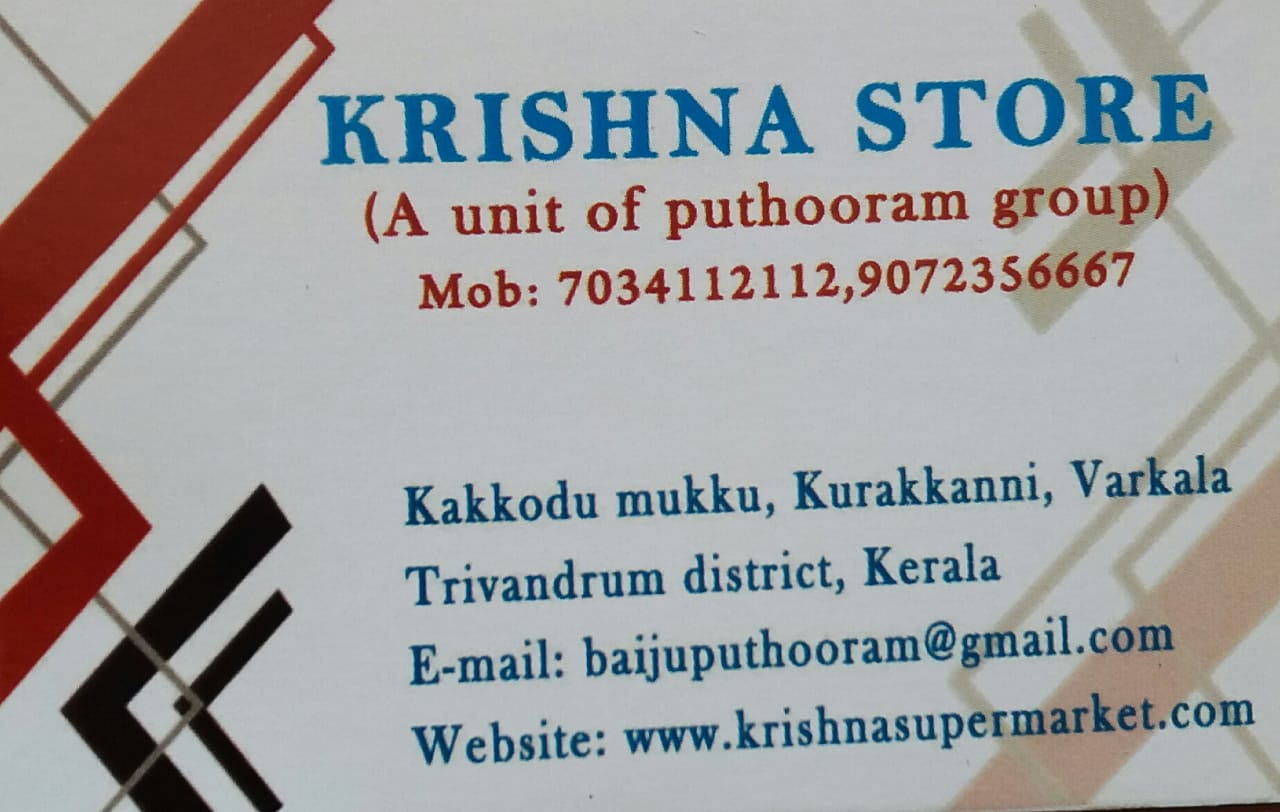 KRISHNA STORE
(A unit of puthooram group)
Mob: 7034112112,9072356667
Kakkodu mukku, Kurakkanni, Varkala
Trivandrum district, Kerala
E-mail: baijuputhooram@gmail.com
Website: www.krishnasupermarket.com